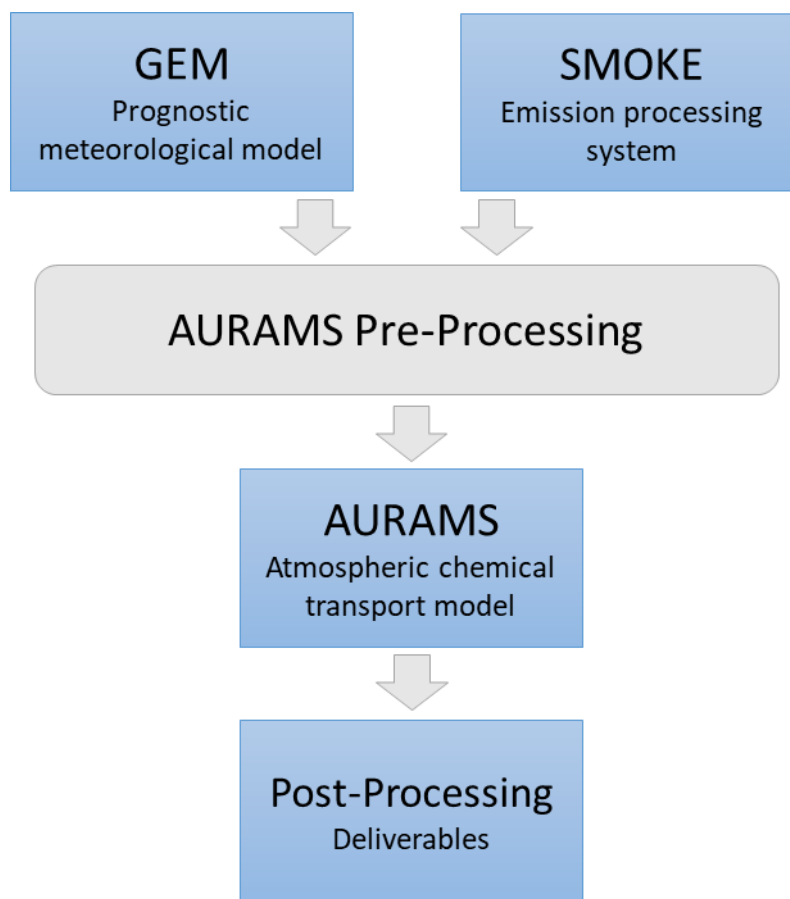 GEM
Prognostic
meteorological model
SMOKE
Emission processing
system
AURAMS Pre-Processing
AURAMS
Atmospheric chemical
transport model
Post-Processing
Deliverables